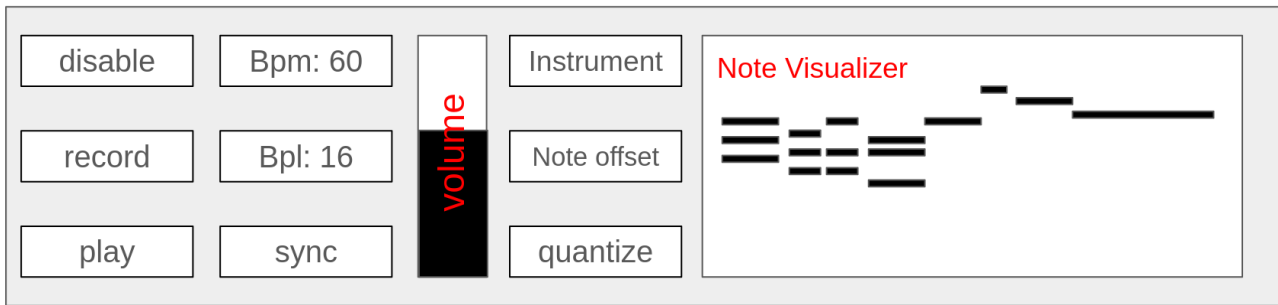 disable
Bpm: 60
Instrument
Note Visualizer
record
Bpl: 16
volume
Note offset
play
sync
quantize